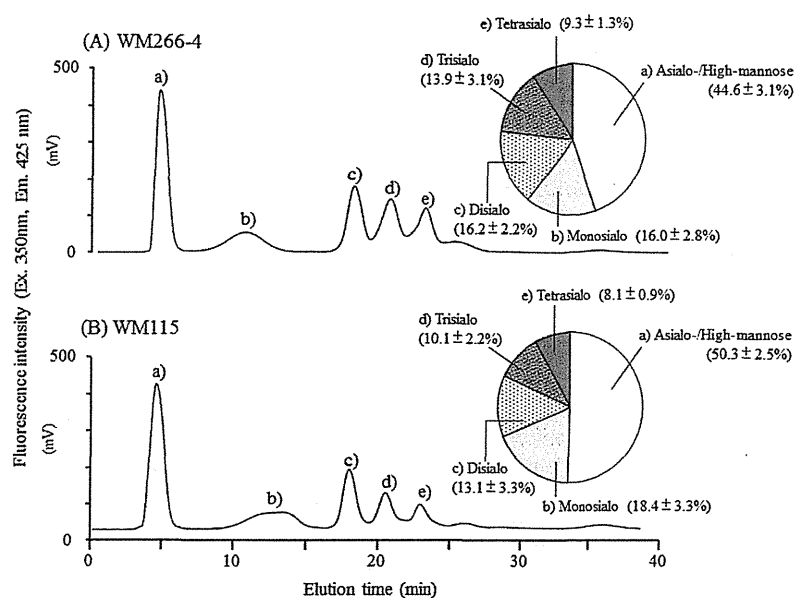 (A) WM266-4
Fluorescence intensity (Ex. 350nm, Em. 425 nm)
(mV)
500
0
a)
b)
c)
d)
e)
e) Tetrasialo (9.3 ± 1.3%)
d) Trisialo
(13.9 ± 3.1%)
a) Asialo-/High-mannose
(44.6 ± 3.1%)
c) Disialo
(16.2 ± 2.2%)
b) Monosialo (16.0 ± 2.8%)
(B) WM115
(mV)
500
0
a)
b)
c)
d)
e)
e) Tetrasialo (8.1 ± 0.9%)
d) Trisialo
(10.1 ± 2.2%)
a) Asialo-/High-mannose
(50.3 ± 2.5%)
c) Disialo
(13.1 ± 3.3%)
b) Monosialo (18.4 ± 3.3%)
0 10 20 30 40
Elution time (min)